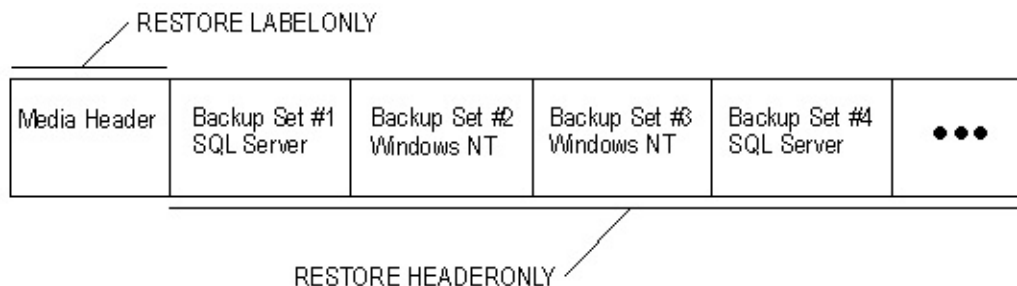 RESTORE LABELONLY
Media Header
Backup Set #1
SQL Server
Backup Set #2
Windows NT
Backup Set #3
Windows NT
Backup Set #4
SQL Server
●●●
RESTORE HEADERONLY